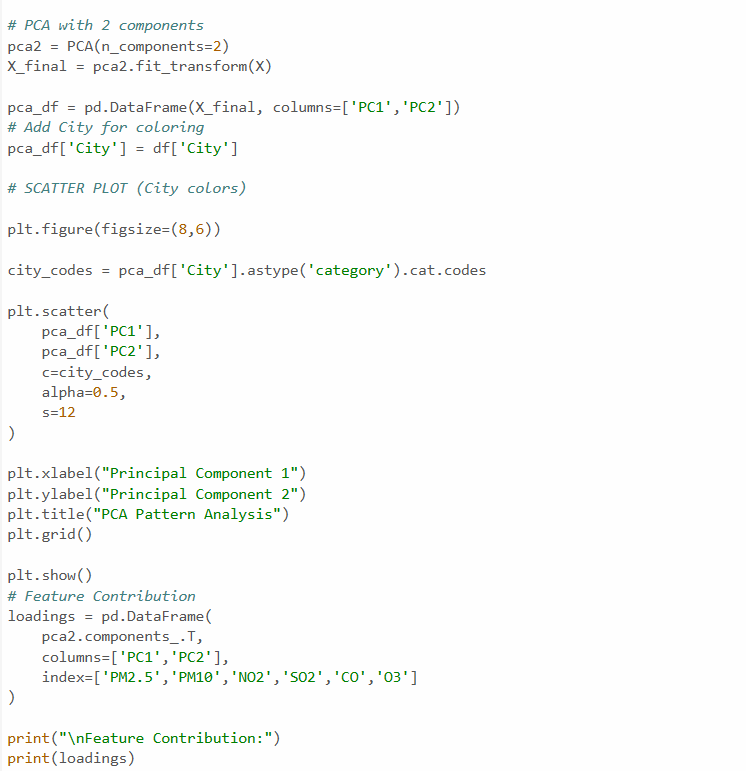 # PCA with 2 components
pca2 = PCA(n_components=2)
X_final = pca2.fit_transform(X)

pca_df = pd.DataFrame(X_final, columns=['PC1','PC2'])
# Add City for coloring
pca_df['City'] = df['City']

# SCATTER PLOT (City colors)

plt.figure(figsize=(8,6))

city_codes = pca_df['City'].astype('category').cat.codes

plt.scatter(
    pca_df['PC1'],
    pca_df['PC2'],
    c=city_codes,
    alpha=0.5,
    s=12
)

plt.xlabel("Principal Component 1")
plt.ylabel("Principal Component 2")
plt.title("PCA Pattern Analysis")
plt.grid()

plt.show()
# Feature Contribution
loadings = pd.DataFrame(
    pca2.components_.T,
    columns=['PC1','PC2'],
    index=['PM2.5','PM10','NO2','SO2','CO','O3']
)

print("\nFeature Contribution:")
print(loadings)